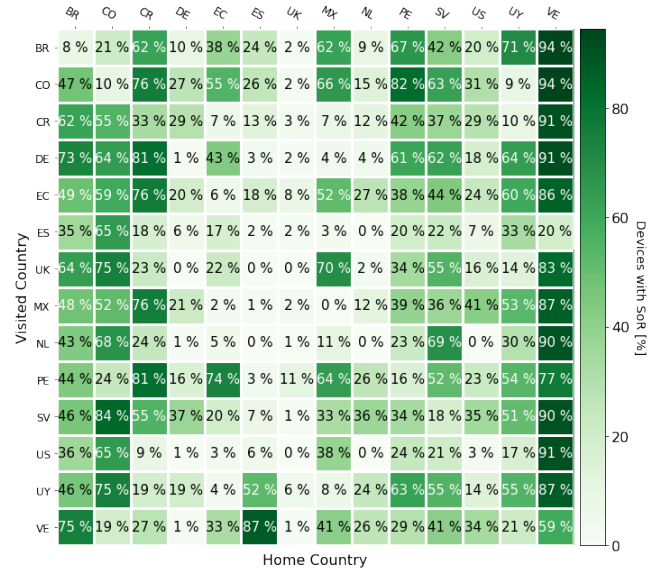 BR CO CR DE EC ES UK MX NL PE SV US UY VE
BR 8 % 21 % 62 % 10 % 38 % 24 % 2 % 62 % 9 % 67 % 42 % 20 % 71 % 94 %
CO 47 % 10 % 76 % 27 % 55 % 26 % 2 % 66 % 15 % 82 % 63 % 31 % 9 % 94 %
CR 62 % 55 % 33 % 29 % 7 % 13 % 3 % 7 % 12 % 42 % 37 % 29 % 10 % 91 %
DE 73 % 64 % 81 % 1 % 43 % 3 % 2 % 4 % 4 % 61 % 62 % 18 % 64 % 91 %
EC 49 % 59 % 76 % 20 % 6 % 18 % 8 % 52 % 27 % 38 % 44 % 24 % 60 % 86 %
ES 35 % 65 % 18 % 6 % 17 % 2 % 2 % 3 % 0 % 20 % 22 % 7 % 33 % 20 %
UK 64 % 75 % 23 % 0 % 22 % 0 % 0 % 70 % 2 % 34 % 55 % 16 % 14 % 83 %
MX 48 % 52 % 76 % 21 % 2 % 1 % 2 % 0 % 12 % 39 % 36 % 41 % 53 % 87 %
NL 43 % 68 % 24 % 1 % 5 % 0 % 1 % 11 % 0 % 23 % 69 % 0 % 30 % 90 %
PE 44 % 24 % 81 % 16 % 74 % 3 % 11 % 64 % 26 % 16 % 52 % 23 % 54 % 77 %
SV 46 % 84 % 55 % 37 % 20 % 7 % 1 % 33 % 36 % 34 % 18 % 35 % 51 % 90 %
US 36 % 65 % 9 % 1 % 3 % 6 % 0 % 38 % 0 % 24 % 21 % 3 % 17 % 91 %
UY 46 % 75 % 19 % 19 % 4 % 52 % 6 % 8 % 24 % 63 % 55 % 14 % 55 % 87 %
VE 75 % 19 % 27 % 1 % 33 % 87 % 1 % 41 % 26 % 29 % 41 % 34 % 21 % 59 %
Visited Country
Home Country
80
60
40
20
0
Devices with SoR [%]